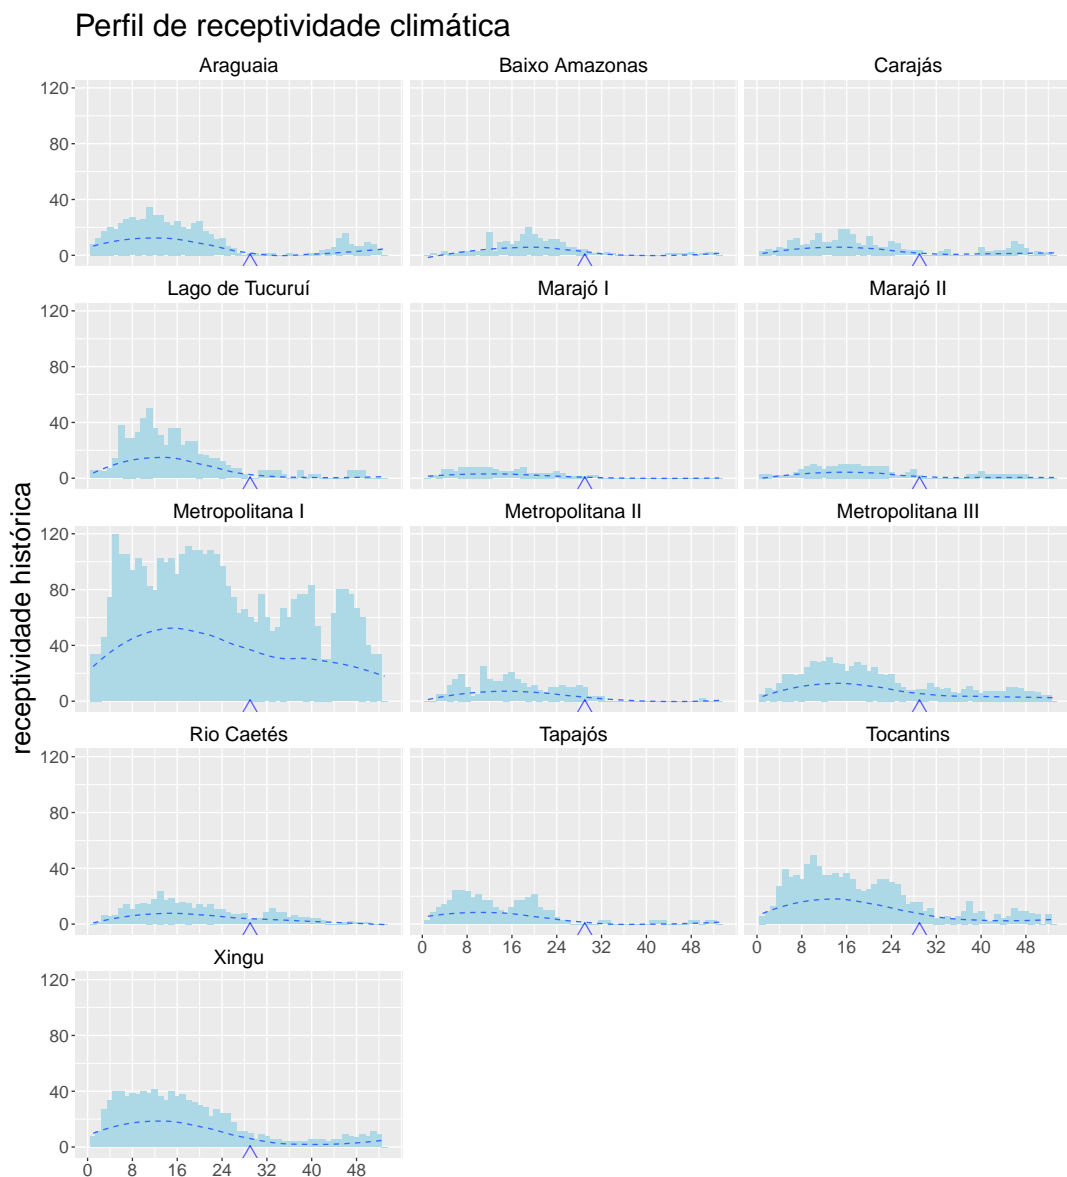 Perfil de receptividade climática
Araguaia
Baixo Amazonas
Carajás
120
80
40
0
Lago de Tucuruí
Marajó I
Marajó II
120
80
40
0
receptividade histórica
Metropolitana I
Metropolitana II
Metropolitana III
120
80
40
0
Rio Caetés
Tapajós
Tocantins
120
80
40
0
0 8 16 24 32 40 48
0 8 16 24 32 40 48
Xingu
120
80
40
0
0 8 16 24 32 40 48